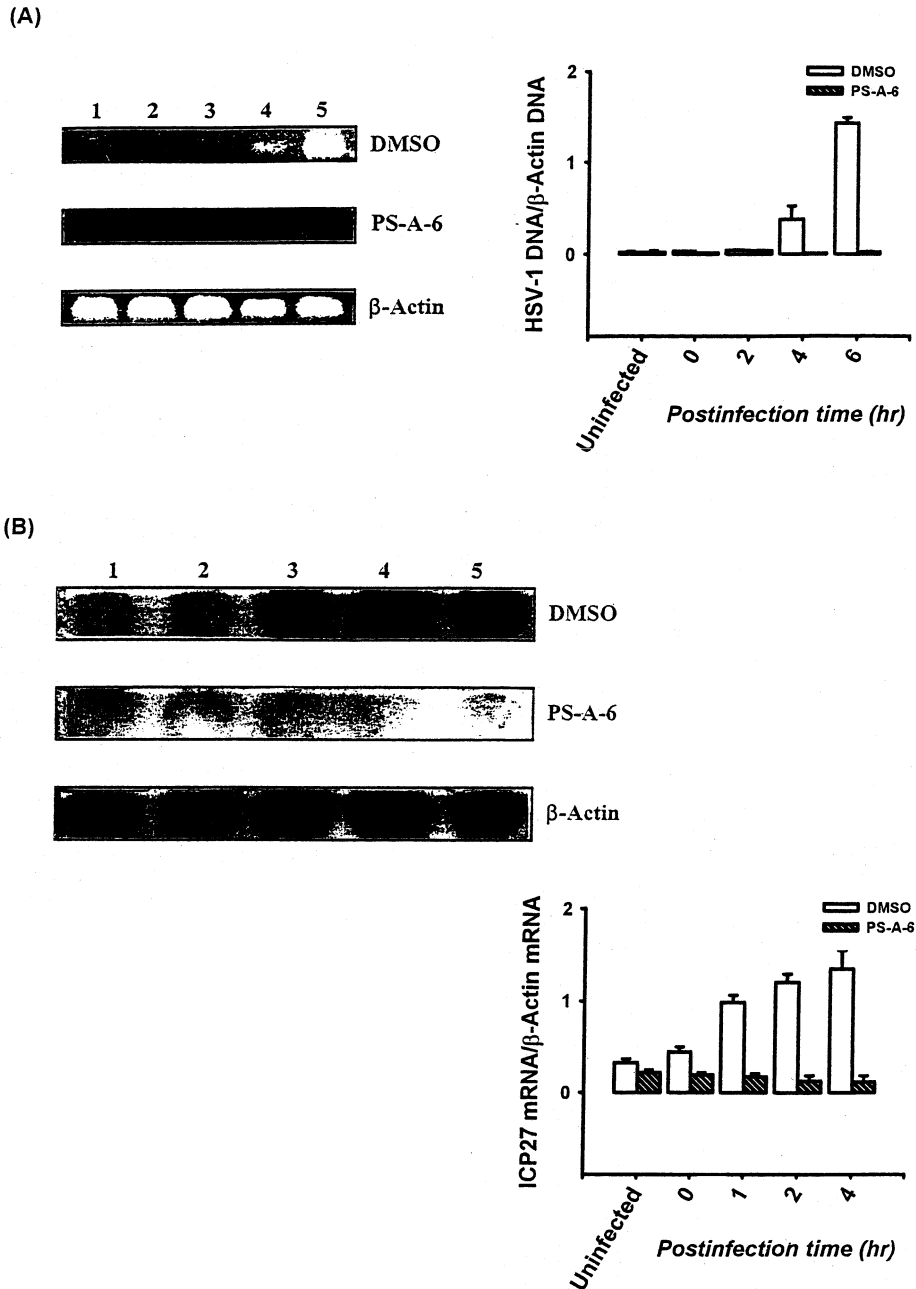 (A)
1 2 3 4 5
DMSO
PS-A-6
β-Actin
HSV-1 DNA/β-Actin DNA
2
1
0
DMSO
PS-A-6
Uninfected 0 2 4 6
Postinfection time (hr)
(B)
1 2 3 4 5
DMSO
PS-A-6
β-Actin
ICP27 mRNA/β-Actin mRNA
2
1
0
DMSO
PS-A-6
Uninfected 0 1 2 4
Postinfection time (hr)